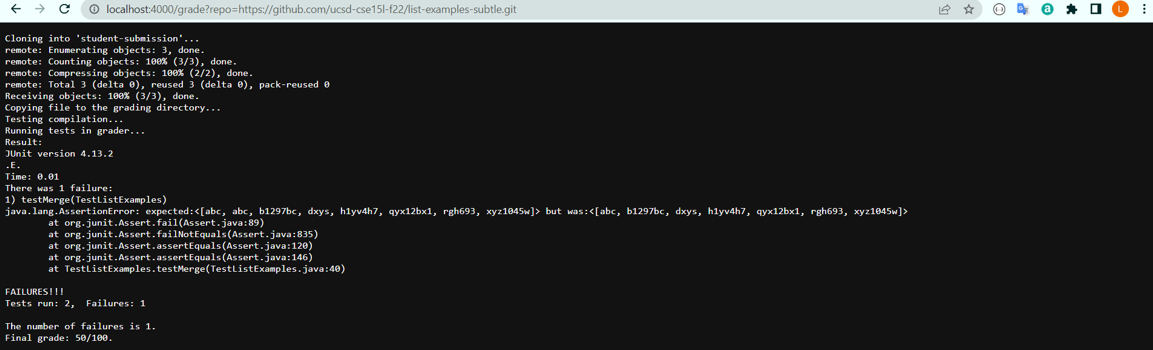 localhost:4000/grade?repo=https://github.com/ucsd-cse15l-f22/list-examples-subtle.git
L
Cloning into 'student-submission'...
remote: Enumerating objects: 3, done.
remote: Counting objects: 100% (3/3), done.
remote: Compressing objects: 100% (2/2), done.
remote: Total 3 (delta 0), reused 3 (delta 0), pack-reused 0
Receiving objects: 100% (3/3), done.
Copying file to the grading directory...
Testing compilation...
Running tests in grader...
Result:
JUnit version 4.13.2
.E.
Time: 0.01
There was 1 failure:
1) testMerge(TestListExamples)
java.lang.AssertionError: expected:<[abc, abc, b1297bc, dxys, h1yv4h7, qyx12bx1, rgh693, xyz1045w]> but was:<[abc, b1297bc, dxys, h1yv4h7, qyx12bx1, rgh693, xyz1045w]>
at org.junit.Assert.fail(Assert.java:89)
at org.junit.Assert.failNotEquals(Assert.java:835)
at org.junit.Assert.assertEquals(Assert.java:120)
at org.junit.Assert.assertEquals(Assert.java:146)
at TestListExamples.testMerge(TestListExamples.java:40)
FAILURES!!!
Tests run: 2,  Failures: 1
The number of failures is 1.
Final grade: 50/100.